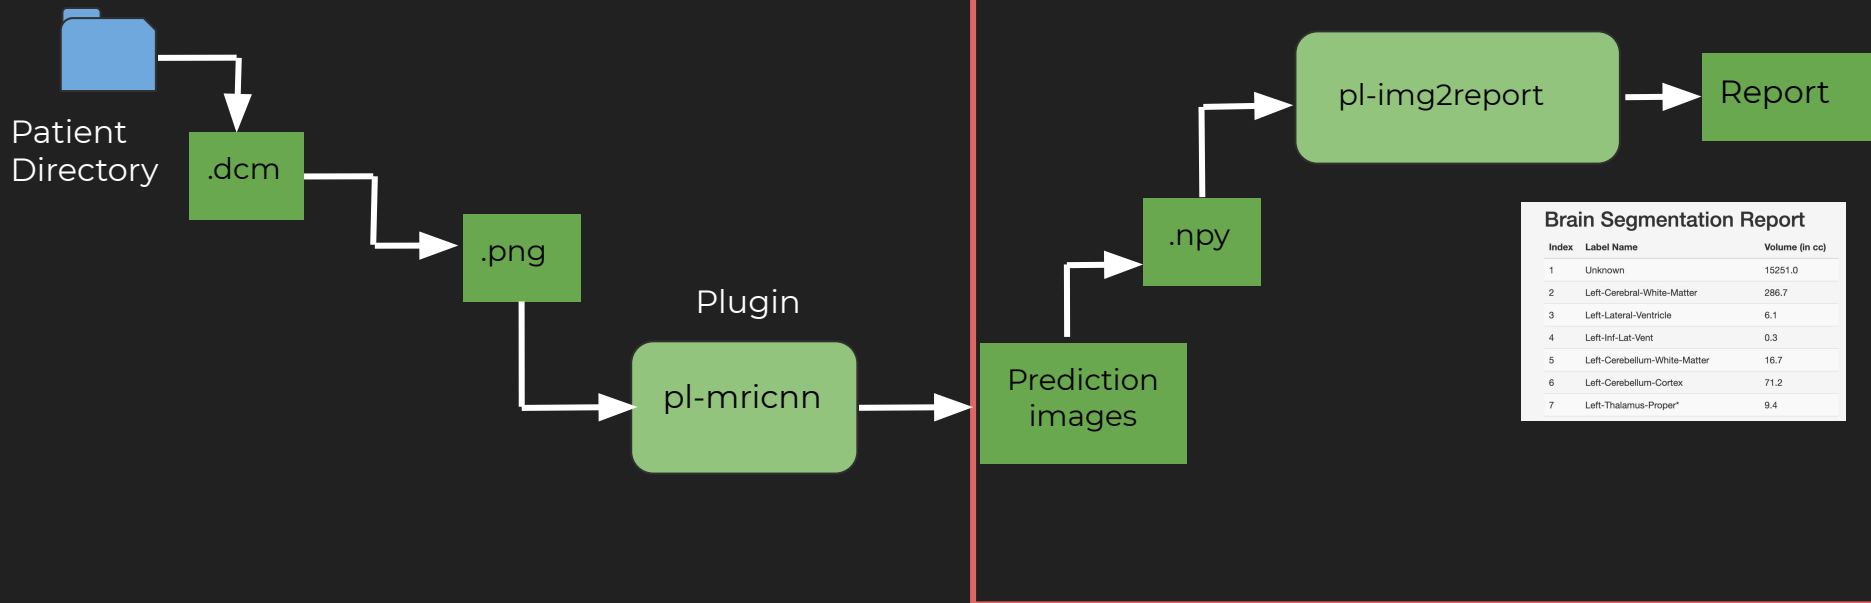 Patient
Directory
.dcm
.png
Plugin
pl-mricnn
Prediction
images
.npy
pl-img2report
Report
Brain Segmentation Report
Index Label Name Volume (in cc)
1 Unknown 15251.0
2 Left-Cerebral-White-Matter 286.7
3 Left-Lateral-Ventricle 6.1
4 Left-Inf-Lat-Vent 0.3
5 Left-Cerebellum-White-Matter 16.7
6 Left-Cerebellum-Cortex 71.2
7 Left-Thalamus-Proper* 9.4